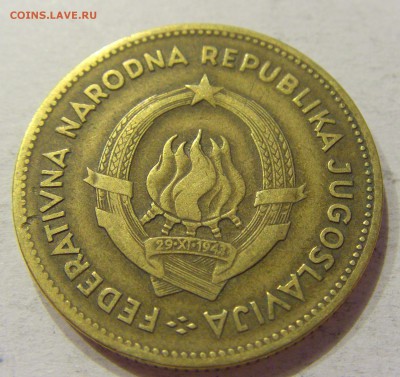 COINS.LAVE.RU
FEDERATIVNA NARODNA REPUBLIKA JUGOSLAVIJA
29·XI·1943